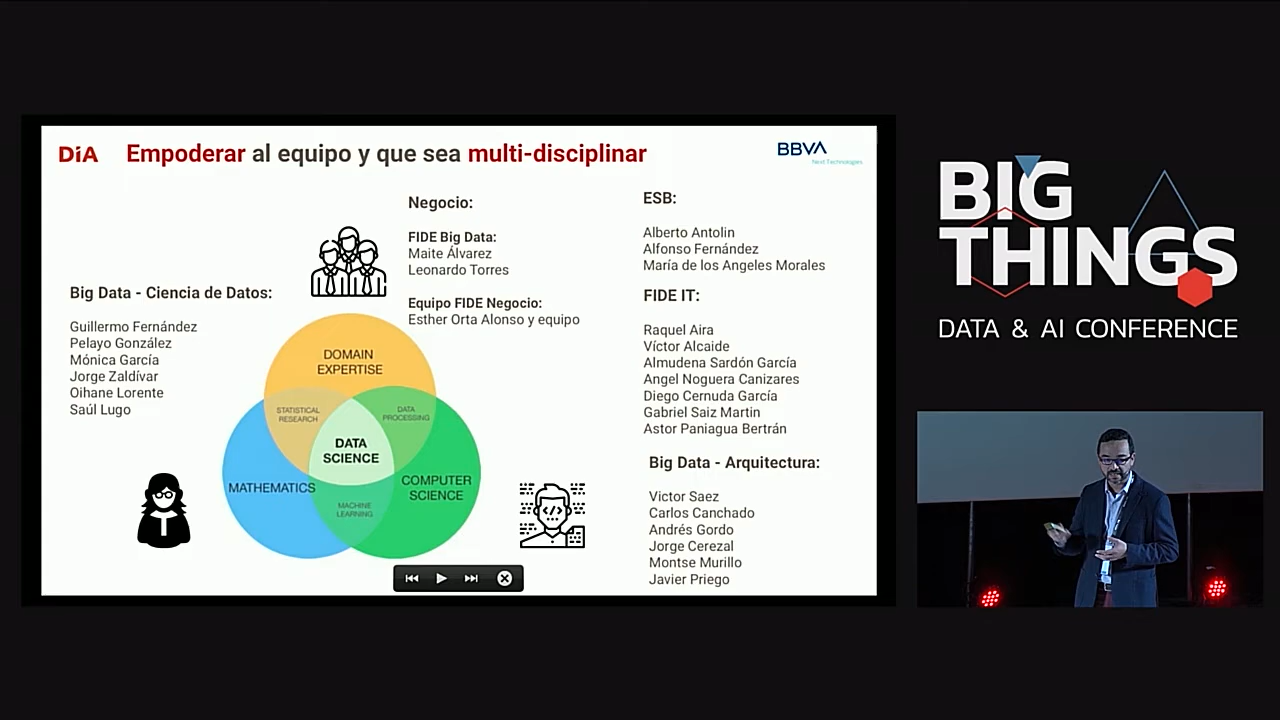 DiA
Empoderar al equipo y que sea multi-disciplinar
BBVA
Next Technologies
Negocio:
FIDE Big Data:
Maite Álvarez
Leonardo Torres
Equipo FIDE Negocio:
Esther Orta Alonso y equipo
Big Data - Ciencia de Datos:
Guillermo Fernández
Pelayo González
Mónica García
Jorge Zaldívar
Oihane Lorente
Saúl Lugo
DOMAIN
EXPERTISE
STATISTICAL
RESEARCH
DATA
PROCESSING
DATA
SCIENCE
MATHEMATICS
COMPUTER
SCIENCE
MACHINE
LEARNING
ESB:
Alberto Antolin
Alfonso Fernández
María de los Angeles Morales
FIDE IT:
Raquel Aira
Víctor Alcaide
Almudena Sardón García
Angel Noguera Canizares
Diego Cernuda García
Gabriel Saiz Martin
Astor Paniagua Bertrán
Big Data - Arquitectura:
Victor Saez
Carlos Canchado
Andrés Gordo
Jorge Cerezal
Montse Murillo
Javier Priego
BIG
THINGS
DATA & AI CONFERENCE